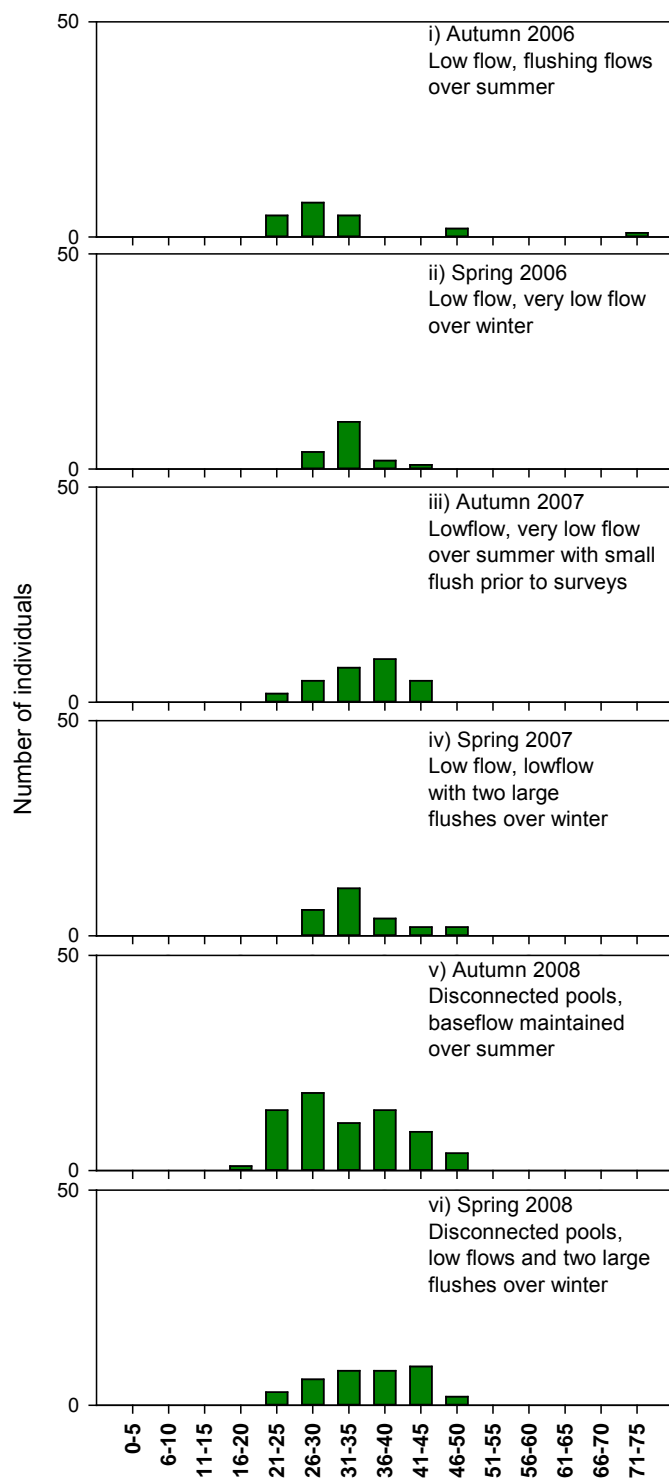 50
i) Autumn 2006
Low flow, flushing flows
over summer
0
50
ii) Spring 2006
Low flow, very low flow
over winter
0
50
iii) Autumn 2007
Lowflow, very low flow
over summer with small
flush prior to surveys
0
Number of individuals
50
iv) Spring 2007
Low flow, lowflow
with two large
flushes over winter
0
50
v) Autumn 2008
Disconnected pools,
baseflow maintained
over summer
0
50
vi) Spring 2008
Disconnected pools,
low flows and two large
flushes over winter
0
0-5
6-10
11-15
16-20
21-25
26-30
31-35
36-40
41-45
46-50
51-55
56-60
61-65
66-70
71-75